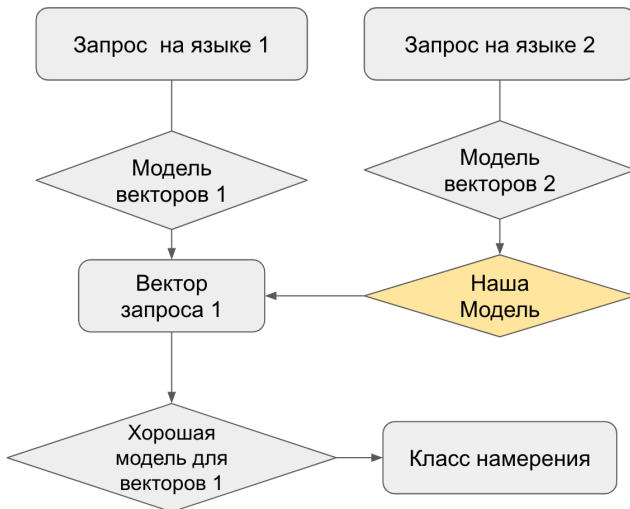 Запрос на языке 1
Запрос на языке 2
Модель
векторов 1
Модель
векторов 2
Вектор
запроса 1
Наша
Модель
Хорошая
модель для
векторов 1
Класс намерения